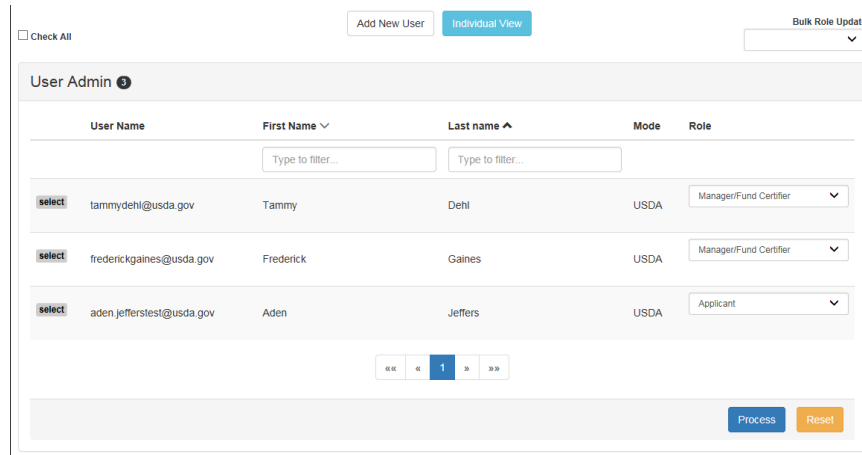 Add New User
Individual View
Bulk Role Updat
Check All
User Admin 3
User Name First Name Last name Mode Role
Type to filter... Type to filter...
select tammydehl@usda.gov Tammy Dehl USDA Manager/Fund Certifier
select frederickgaines@usda.gov Frederick Gaines USDA Manager/Fund Certifier
select aden.jefferstest@usda.gov Aden Jeffers USDA Applicant
«« « 1 » »»
Process Reset